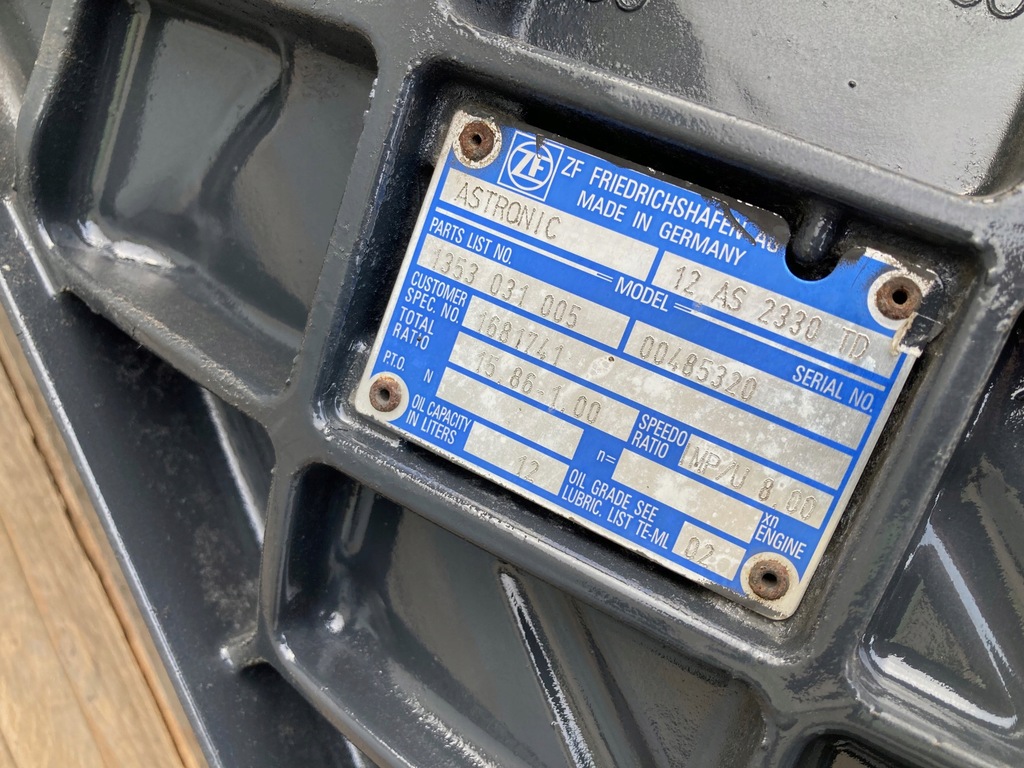 ZF
ZF FRIEDRICHSHAFEN AG
MADE IN GERMANY
ASTRONIC
12 AS 2330 TD
MODEL
PARTS LIST NO.
SERIAL NO.
1353 031 005
00485320
CUSTOMER
SPEC. NO.
1681741
TOTAL
RATIO
15.86-1.00
SPEEDO
RATIO
IMP/U 8.00
P.T.O.
N
n=
xn
ENGINE
OIL CAPACITY
IN LITERS
12
OIL GRADE SEE
LUBRIC. LIST TE-ML
02